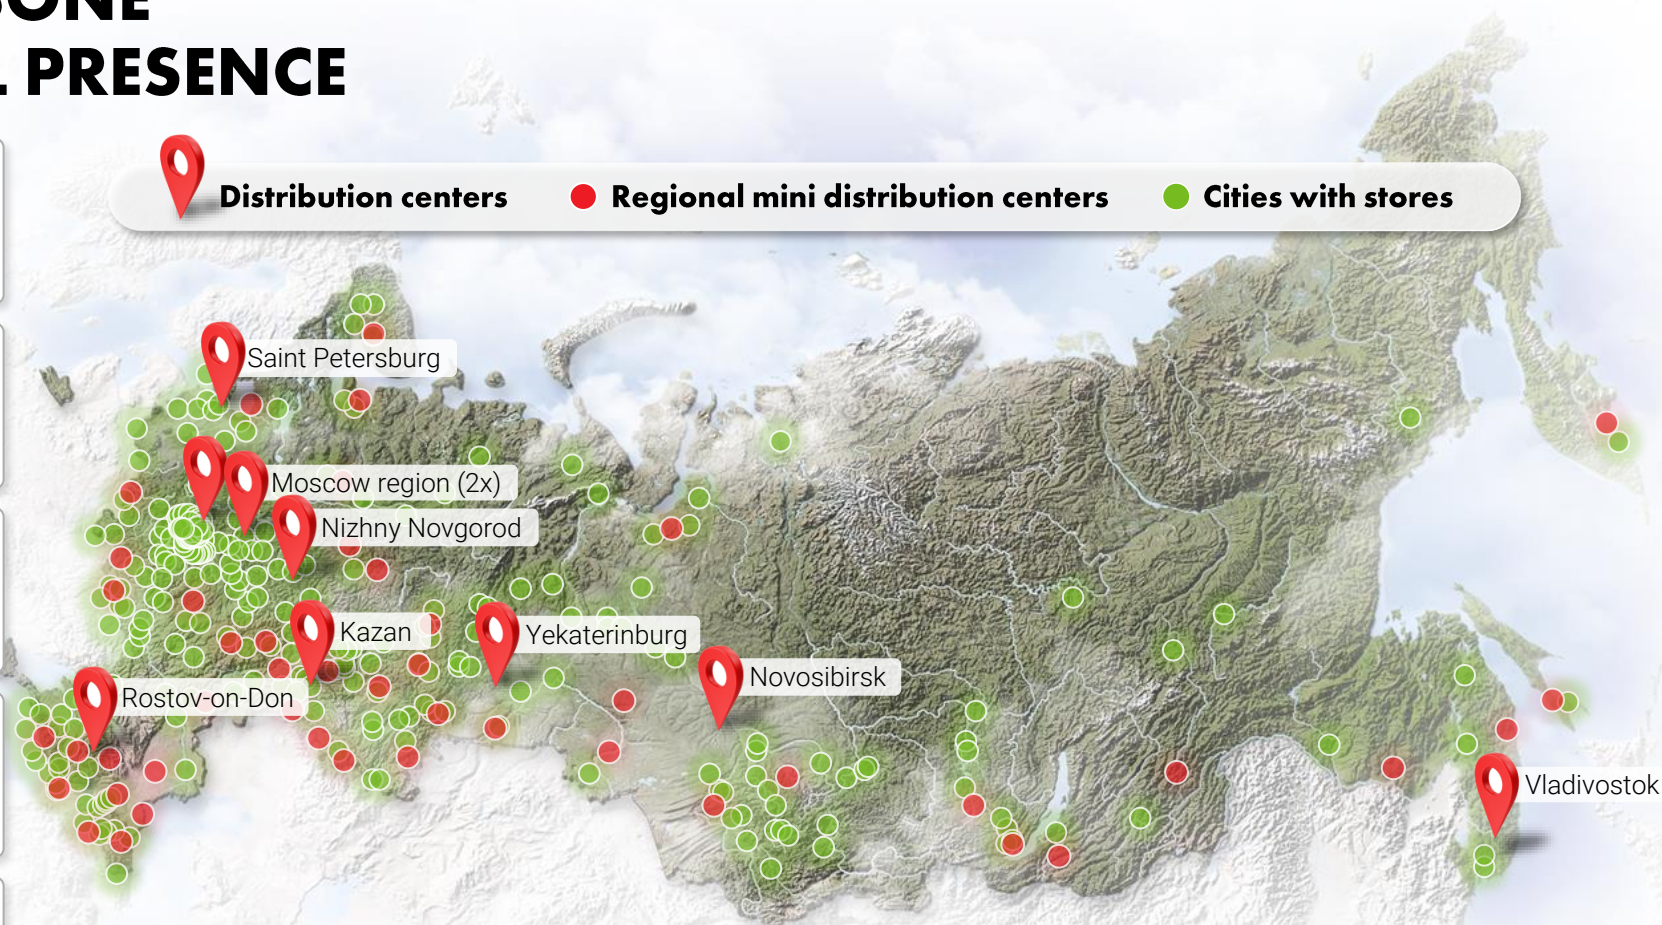 PRESENCE
Distribution centers
Regional mini distribution centers
Cities with stores
Saint Petersburg
Moscow region (2x)
Nizhny Novgorod
Kazan
Yekaterinburg
Novosibirsk
Rostov-on-Don
Vladivostok